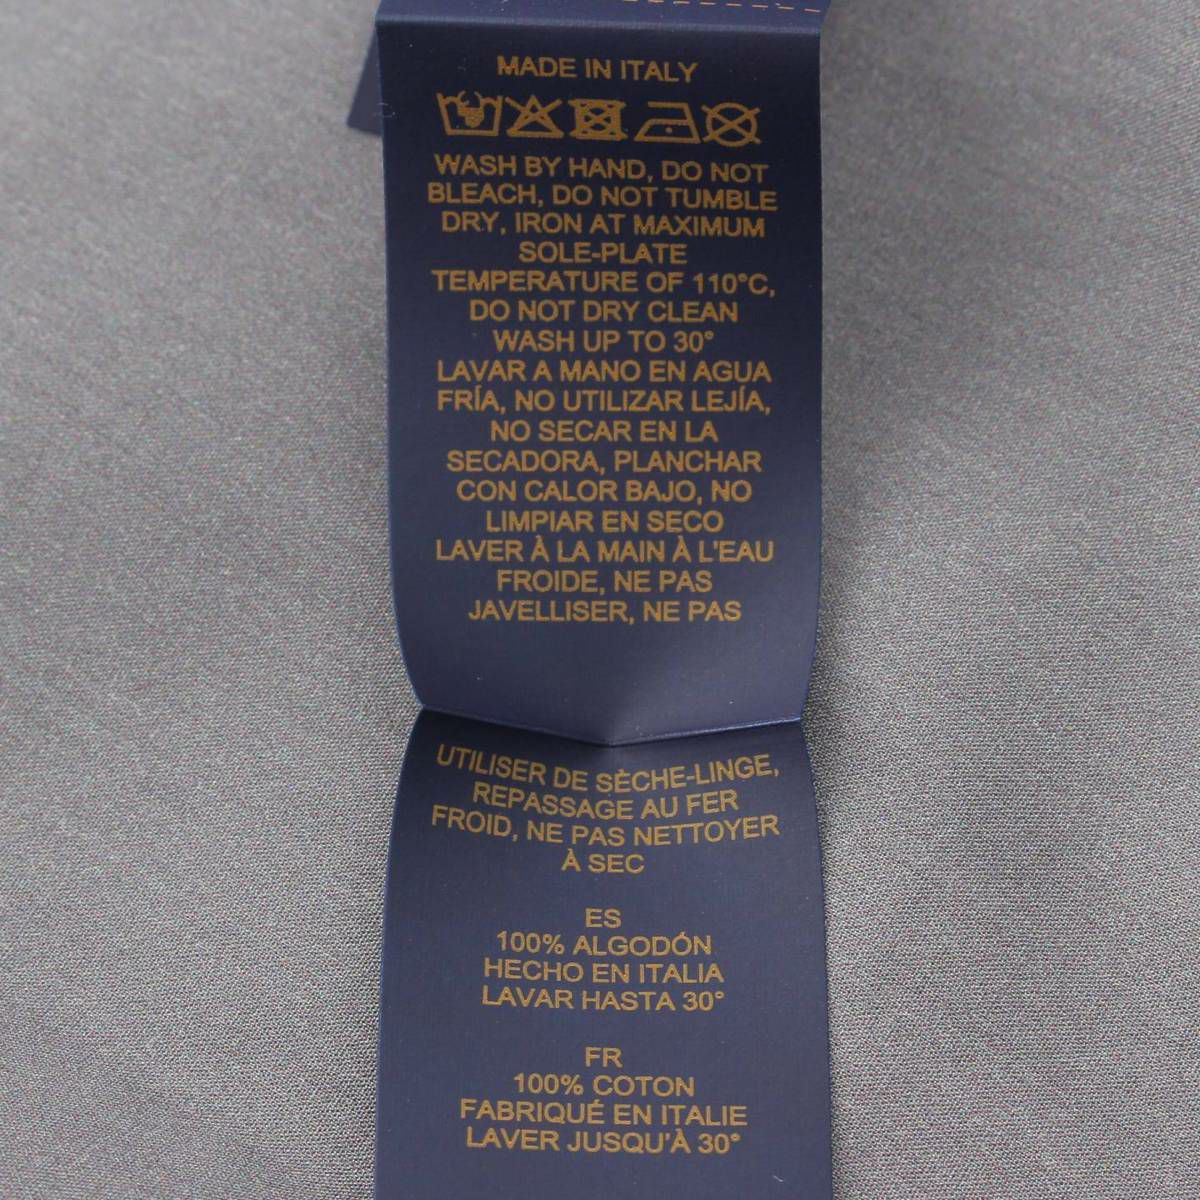 MADE IN ITALY
WASH BY HAND, DO NOT
BLEACH, DO NOT TUMBLE
DRY, IRON AT MAXIMUM
SOLE-PLATE
TEMPERATURE OF 110°C,
DO NOT DRY CLEAN
WASH UP TO 30°
LAVAR A MANO EN AGUA
FRÍA, NO UTILIZAR LEJÍA,
NO SECAR EN LA
SECADORA, PLANCHAR
CON CALOR BAJO, NO
LIMPIAR EN SECO
LAVER À LA MAIN À L'EAU
FROIDE, NE PAS
JAVELLISER, NE PAS
UTILISER DE SÈCHE-LINGE,
REPASSAGE AU FER
FROID, NE PAS NETTOYER
À SEC
ES
100% ALGODÓN
HECHO EN ITALIA
LAVAR HASTA 30°
FR
100% COTON
FABRIQUÉ EN ITALIE
LAVER JUSQU'À 30°